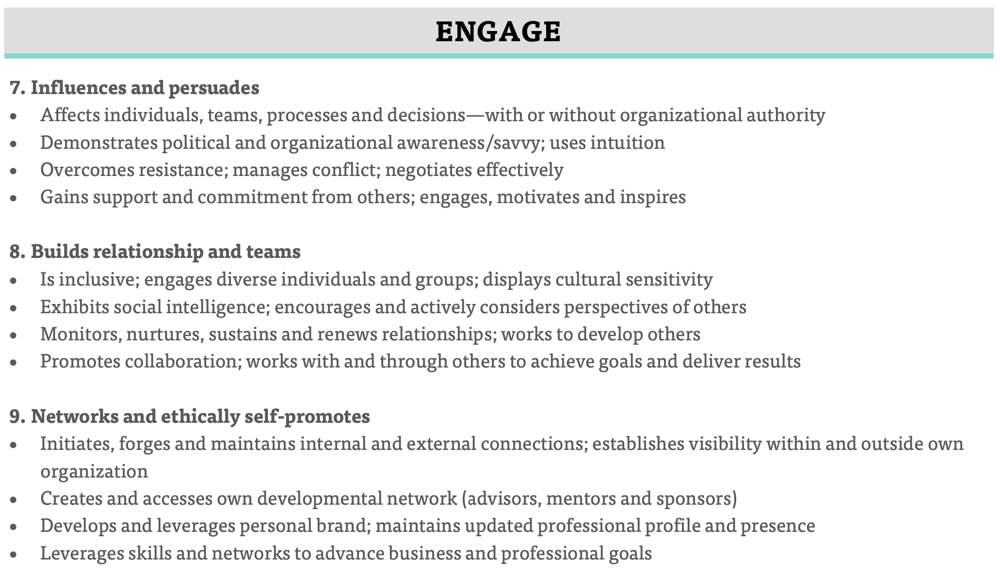 ENGAGE
7. Influences and persuades
• Affects individuals, teams, processes and decisions—with or without organizational authority
• Demonstrates political and organizational awareness/savvy; uses intuition
• Overcomes resistance; manages conflict; negotiates effectively
• Gains support and commitment from others; engages, motivates and inspires
8. Builds relationship and teams
• Is inclusive; engages diverse individuals and groups; displays cultural sensitivity
• Exhibits social intelligence; encourages and actively considers perspectives of others
• Monitors, nurtures, sustains and renews relationships; works to develop others
• Promotes collaboration; works with and through others to achieve goals and deliver results
9. Networks and ethically self-promotes
• Initiates, forges and maintains internal and external connections; establishes visibility within and outside own
organization
• Creates and accesses own developmental network (advisors, mentors and sponsors)
• Develops and leverages personal brand; maintains updated professional profile and presence
• Leverages skills and networks to advance business and professional goals